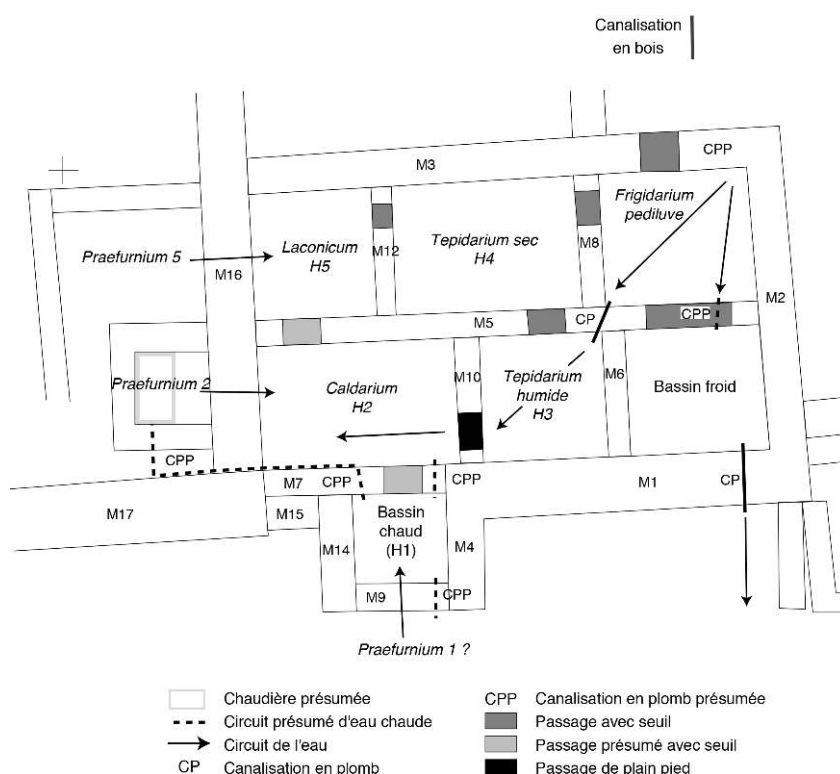 Canalisation
en bois
M3
CPP
Frigidarium
pediluve
Praefurnium 5
M16
Laconicum
H5
M12
Tepidarium sec
H4
M8
M2
M5
CP
CPP
Praefurnium 2
Caldarium
H2
M10
Tepidarium
humide
H3
M6
Bassin froid
CPP
M7
CPP
CPP
M1
CP
M17
M15
M14
Bassin
chaud
(H1)
M4
M9
CPP
Praefurnium 1 ?
Chaudière présumée
Circuit présumé d'eau chaude
Circuit de l'eau
CP
Canalisation en plomb
CPP
Canalisation en plomb présumée
Passage avec seuil
Passage présumé avec seuil
Passage de plain pied